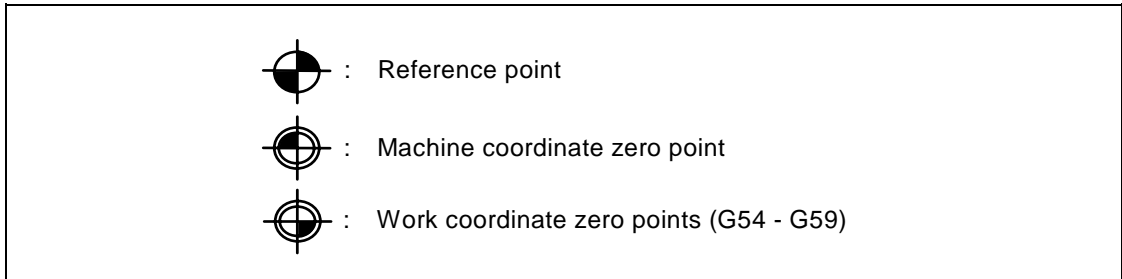 : Reference point
: Machine coordinate zero point
: Work coordinate zero points (G54 - G59)